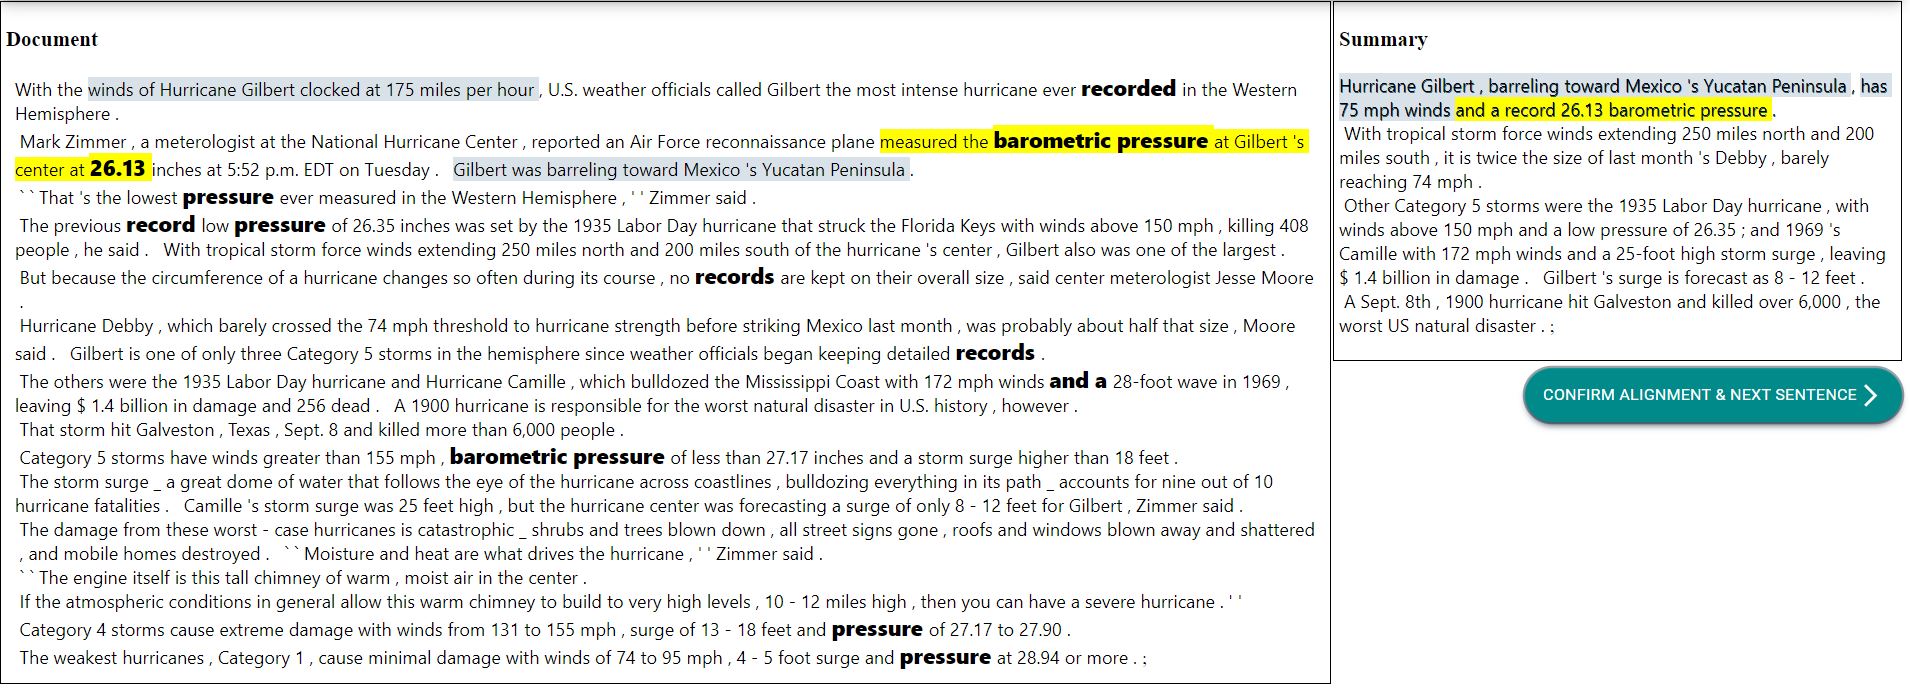 Document
With the winds of Hurricane Gilbert clocked at 175 miles per hour , U.S. weather officials called Gilbert the most intense hurricane ever recorded in the Western
Hemisphere .
Mark Zimmer , a meterologist at the National Hurricane Center , reported an Air Force reconnaissance plane measured the barometric pressure at Gilbert 's
center at 26.13 inches at 5:52 p.m. EDT on Tuesday . Gilbert was barreling toward Mexico 's Yucatan Peninsula .
` ` That 's the lowest pressure ever measured in the Western Hemisphere , ' ' Zimmer said .
The previous record low pressure of 26.35 inches was set by the 1935 Labor Day hurricane that struck the Florida Keys with winds above 150 mph , killing 408
people , he said . With tropical storm force winds extending 250 miles north and 200 miles south of the hurricane 's center , Gilbert also was one of the largest .
But because the circumference of a hurricane changes so often during its course , no records are kept on their overall size , said center meterologist Jesse Moore
.
Hurricane Debby , which barely crossed the 74 mph threshold to hurricane strength before striking Mexico last month , was probably about half that size , Moore
said . Gilbert is one of only three Category 5 storms in the hemisphere since weather officials began keeping detailed records .
The others were the 1935 Labor Day hurricane and Hurricane Camille , which bulldozed the Mississippi Coast with 172 mph winds and a 28-foot wave in 1969 ,
leaving $ 1.4 billion in damage and 256 dead . A 1900 hurricane is responsible for the worst natural disaster in U.S. history , however .
That storm hit Galveston , Texas , Sept. 8 and killed more than 6,000 people .
Category 5 storms have winds greater than 155 mph , barometric pressure of less than 27.17 inches and a storm surge higher than 18 feet .
The storm surge _ a great dome of water that follows the eye of the hurricane across coastlines , bulldozing everything in its path _ accounts for nine out of 10
hurricane fatalities . Camille 's storm surge was 25 feet high , but the hurricane center was forecasting a surge of only 8 - 12 feet for Gilbert , Zimmer said .
The damage from these worst - case hurricanes is catastrophic _ shrubs and trees blown down , all street signs gone , roofs and windows blown away and shattered
, and mobile homes destroyed . ` ` Moisture and heat are what drives the hurricane , ' ' Zimmer said .
` ` The engine itself is this tall chimney of warm , moist air in the center .
If the atmospheric conditions in general allow this warm chimney to build to very high levels , 10 - 12 miles high , then you can have a severe hurricane . ' '
Category 4 storms cause extreme damage with winds from 131 to 155 mph , surge of 13 - 18 feet and pressure of 27.17 to 27.90 .
The weakest hurricanes , Category 1 , cause minimal damage with winds of 74 to 95 mph , 4 - 5 foot surge and pressure at 28.94 or more . ;
Summary
Hurricane Gilbert , barreling toward Mexico 's Yucatan Peninsula , has
75 mph winds and a record 26.13 barometric pressure .
With tropical storm force winds extending 250 miles north and 200
miles south , it is twice the size of last month 's Debby , barely
reaching 74 mph .
Other Category 5 storms were the 1935 Labor Day hurricane , with
winds above 150 mph and a low pressure of 26.35 ; and 1969 's
Camille with 172 mph winds and a 25-foot high storm surge , leaving
$ 1.4 billion in damage . Gilbert 's surge is forecast as 8 - 12 feet .
A Sept. 8th , 1900 hurricane hit Galveston and killed over 6,000 , the
worst US natural disaster . ;
CONFIRM ALIGNMENT & NEXT SENTENCE